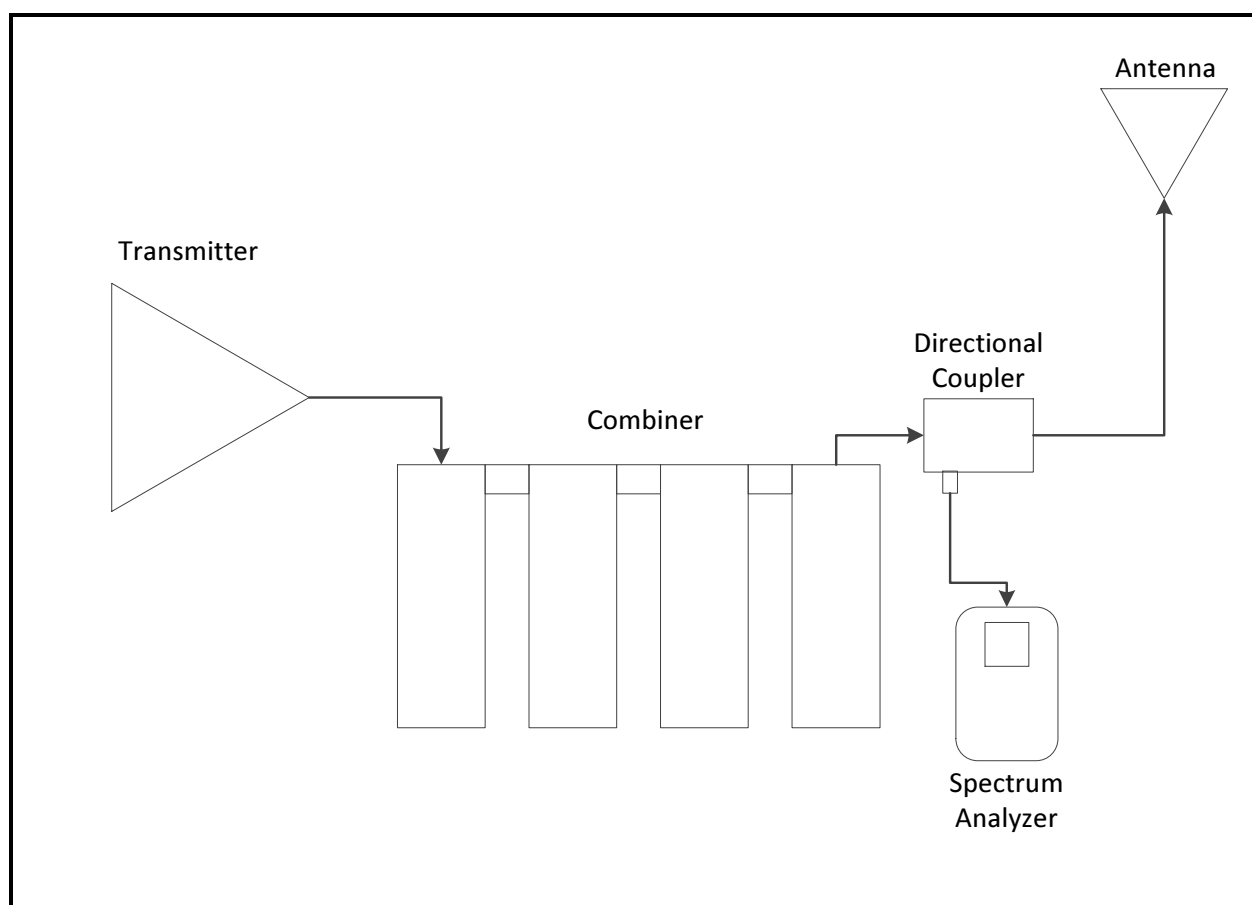 Antenna
Transmitter
Directional
Coupler
Combiner
Spectrum
Analyzer